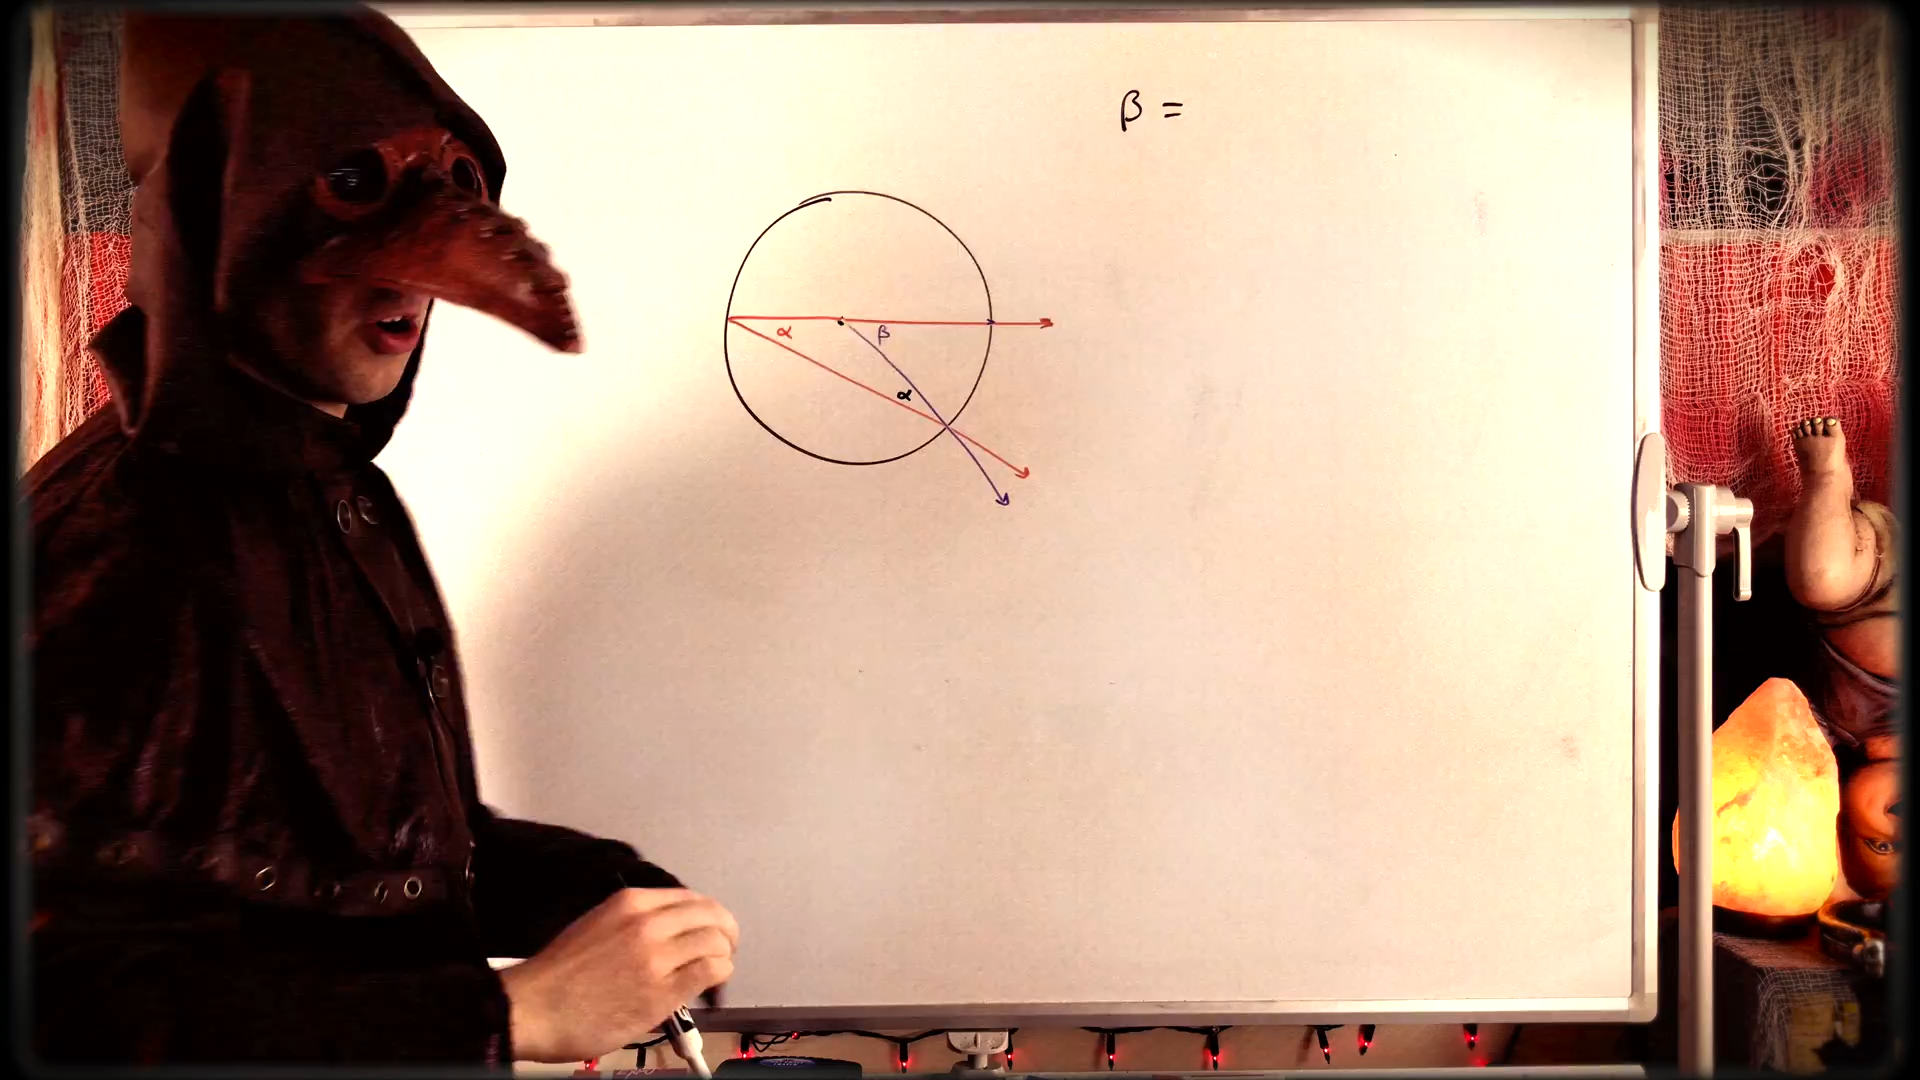 β =
α β
α